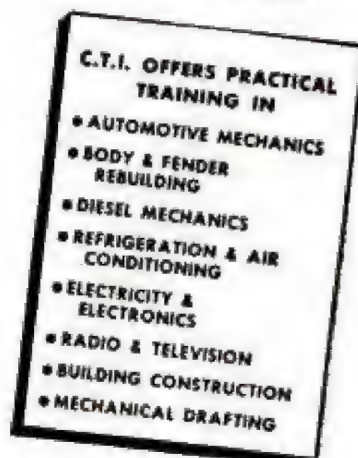 C.T.I. OFFERS PRACTICAL
TRAINING IN
• AUTOMOTIVE MECHANICS
• BODY & FENDER
REBUILDING
• DIESEL MECHANICS
• REFRIGERATION & AIR
CONDITIONING
• ELECTRICITY &
ELECTRONICS
• RADIO & TELEVISION
• BUILDING CONSTRUCTION
• MECHANICAL DRAFTING